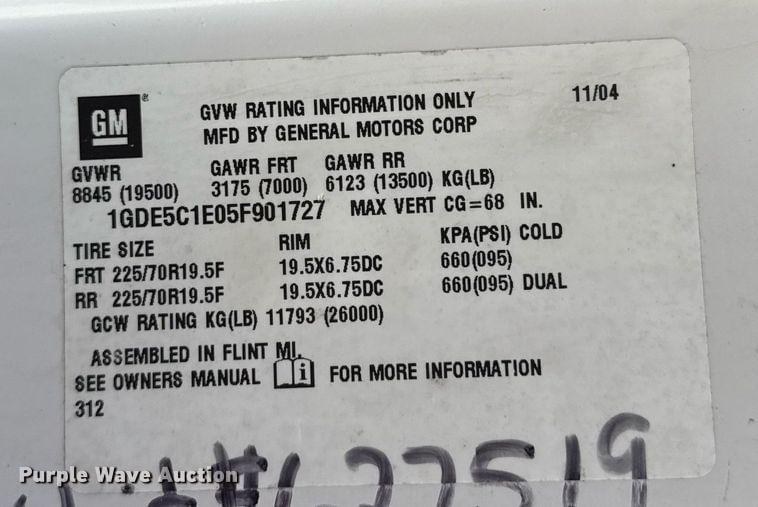 GM ®
GVW RATING INFORMATION ONLY 11/04
MFD BY GENERAL MOTORS CORP
GVWR GAWR FRT GAWR RR
8845 (19500) 3175 (7000) 6123 (13500) KG(LB)
1GDE5C1E05F901727 MAX VERT CG=68 IN.
TIRE SIZE RIM KPA(PSI) COLD
FRT 225/70R19.5F 19.5X6.75DC 660(095)
RR 225/70R19.5F 19.5X6.75DC 660(095) DUAL
GCW RATING KG(LB) 11793 (26000)
ASSEMBLED IN FLINT MI.
SEE OWNERS MANUAL i FOR MORE INFORMATION
312
#627519
Purple Wave Auction